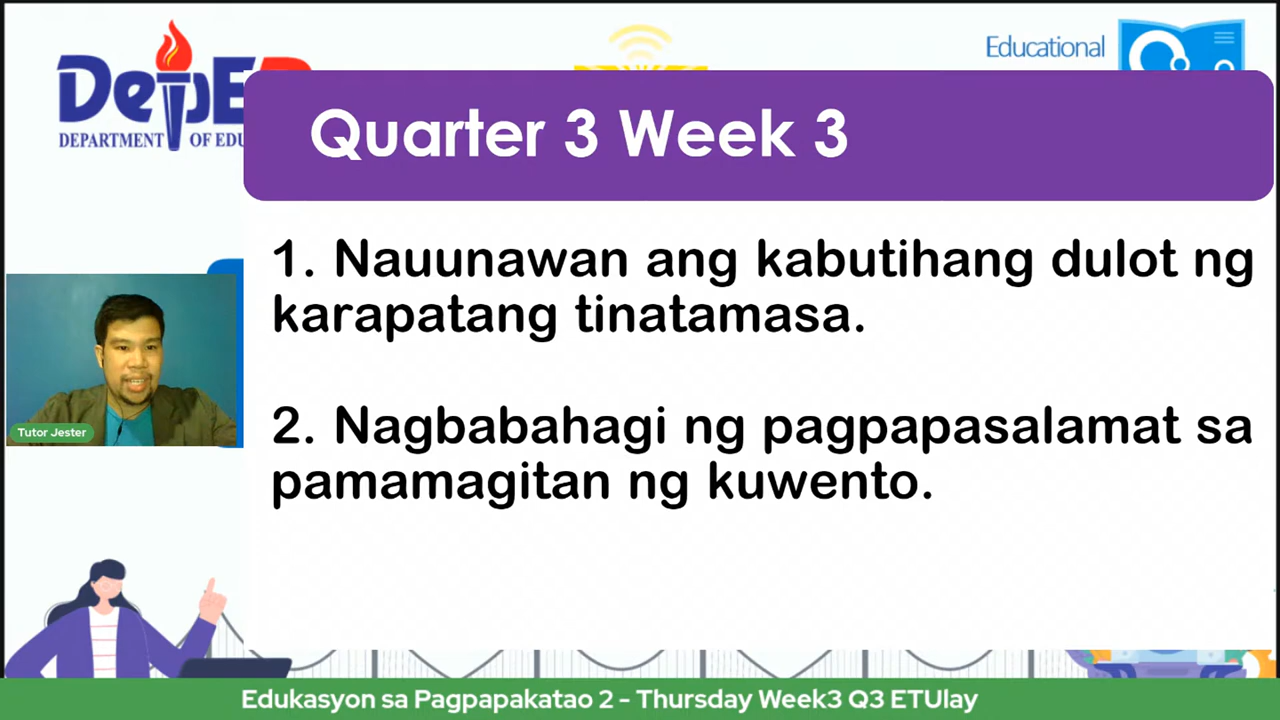 DepED
DEPARTMENT OF EDU
Educational
Quarter 3 Week 3
1. Nauunawan ang kabutihang dulot ng
karapatang tinatamasa.
2. Nagbabahagi ng pagpapasalamat sa
pamamagitan ng kuwento.
Tutor Jester
Edukasyon sa Pagpapakatao 2 - Thursday Week3 Q3 ETUlay